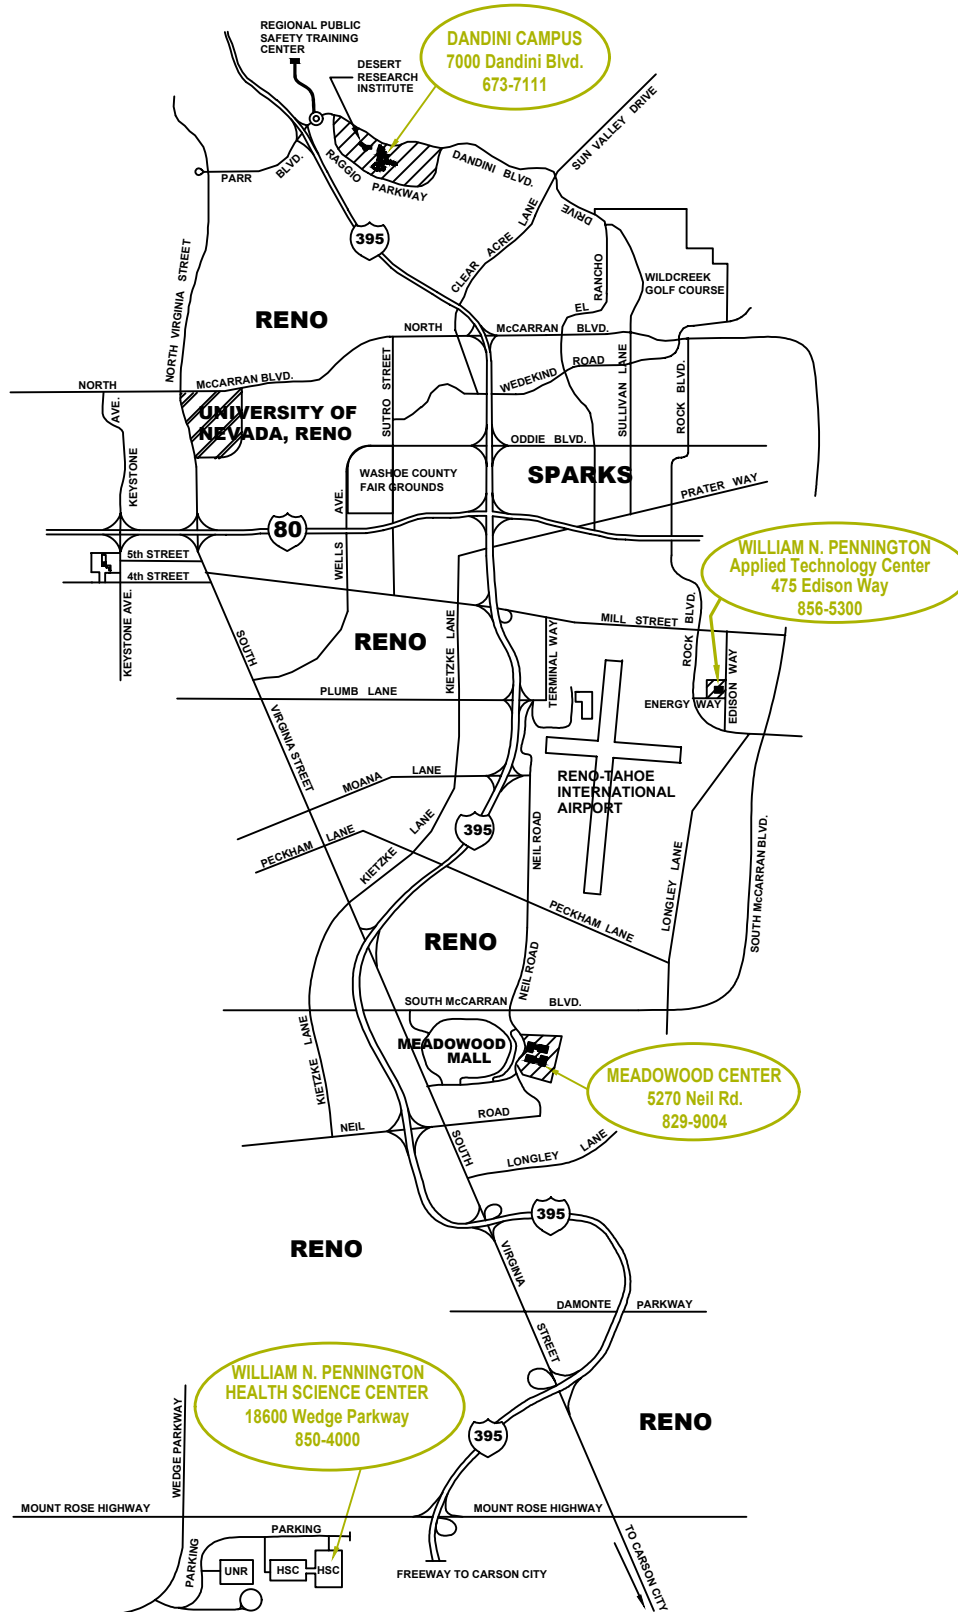 REGIONAL PUBLIC
SAFETY TRAINING
CENTER
DESERT
RESEARCH
INSTITUTE
DANDINI CAMPUS
7000 Dandini Blvd.
673-7111
SUN VALLEY DRIVE
PARR
BLVD.
RAGGIO
PARKWAY
DANDINI BLVD.
DRIVE
395
CLEAR ACRE LANE
NORTH VIRGINIA STREET
EL
RANCHO
WILDCREEK
GOLF COURSE
RENO
NORTH
McCARRAN
BLVD.
NORTH
McCARRAN BLVD.
SUTRO STREET
WEDEKIND
ROAD
SULLIVAN LANE
ROCK BLVD.
KEYSTONE
AVE.
UNIVERSITY OF
NEVADA, RENO
ODDIE BLVD.
WASHOE COUNTY
FAIR GROUNDS
SPARKS
PRATER WAY
WELLS
AVE.
80
5th STREET
4th STREET
KEYSTONE AVE.
WILLIAM N. PENNINGTON
Applied Technology Center
475 Edison Way
856-5300
MILL STREET
ROCK BLVD.
SOUTH
RENO
KIETZKE LANE
TERMINAL WAY
EDISON WAY
PLUMB LANE
ENERGY WAY
VIRGINIA STREET
MOANA
LANE
RENO-TAHOE
INTERNATIONAL
AIRPORT
PECKHAM LANE
KIETZKE
LANE
395
NEIL ROAD
LONGLEY LANE
SOUTH McCARRAN BLVD.
PECKHAM LANE
RENO
NEIL ROAD
SOUTH McCARRAN
BLVD.
KIETZKE LANE
KIETZKE LANE
MEADOWOOD
MALL
MEADOWOOD CENTER
5270 Neil Rd.
829-9004
NEIL
ROAD
SOUTH
LONGLEY
LANE
395
RENO
VIRGINIA
DAMONTE
PARKWAY
STREET
WILLIAM N. PENNINGTON
HEALTH SCIENCE CENTER
18600 Wedge Parkway
850-4000
RENO
395
WEDGE PARKWAY
MOUNT ROSE HIGHWAY
MOUNT ROSE HIGHWAY
PARKING
PARKING
UNR
HSC
HSC
FREEWAY TO CARSON CITY
TO CARSON CITY